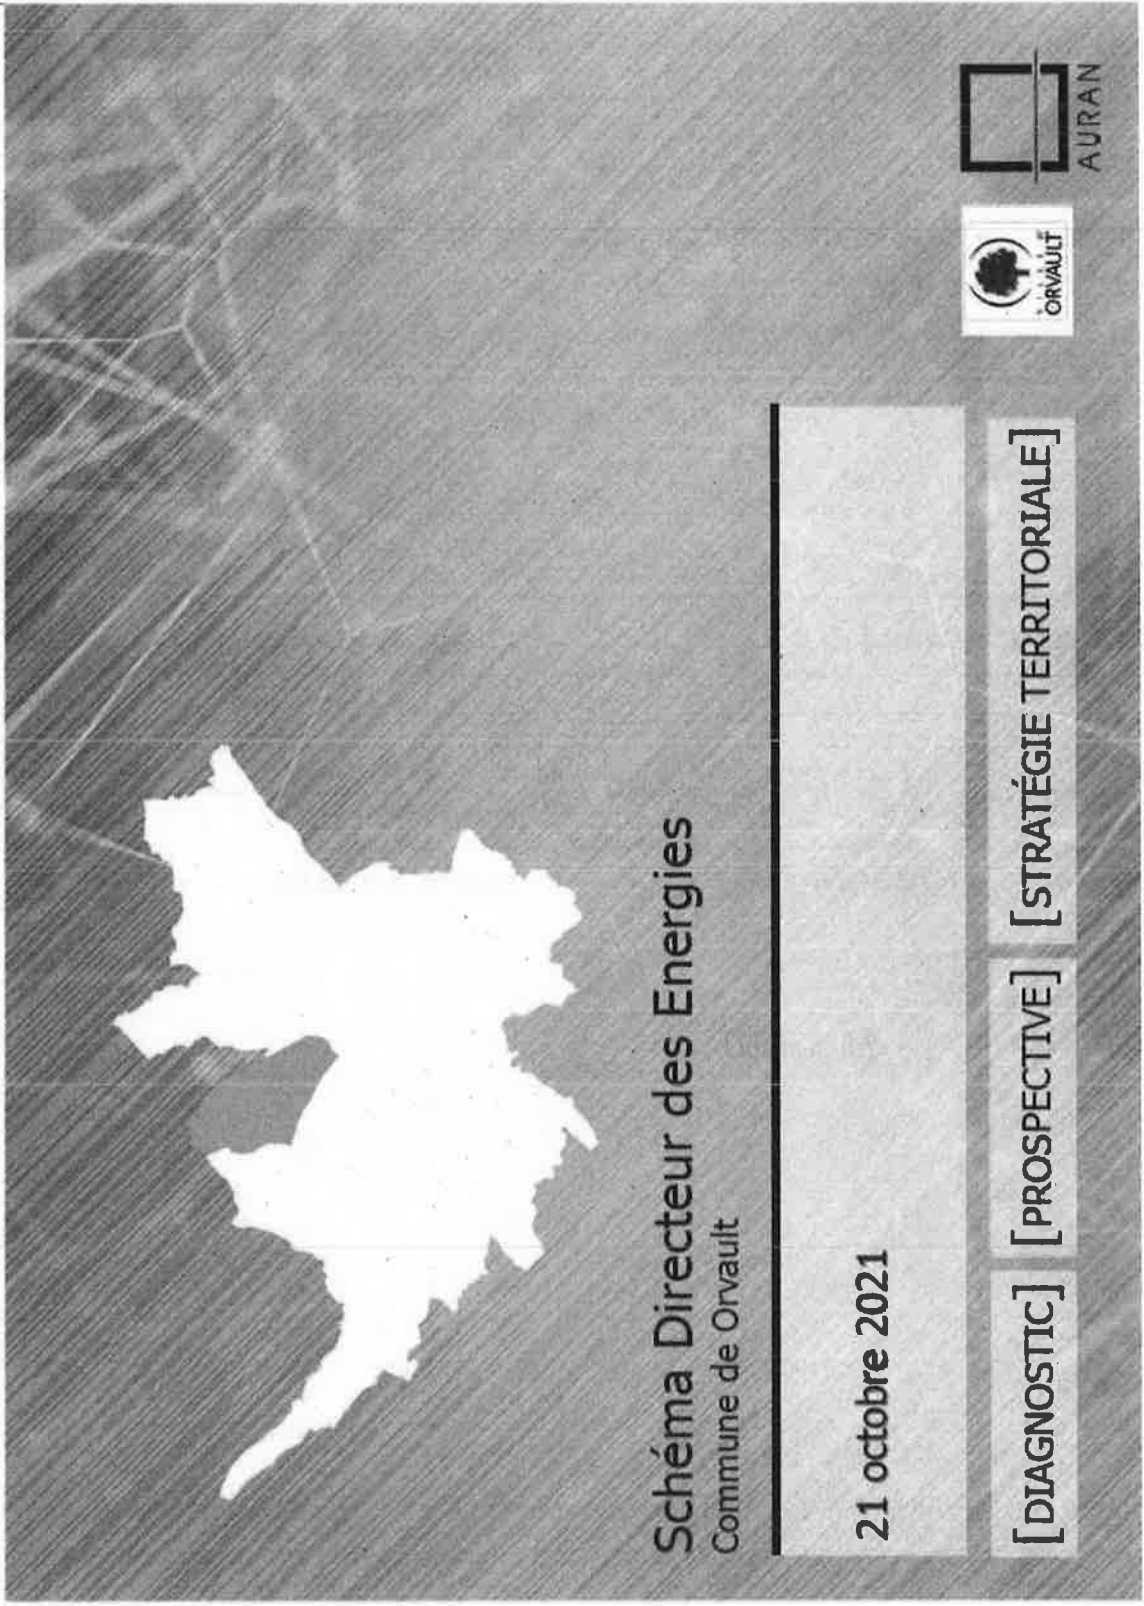 Schéma Directeur des Energies
Commune de Orvault
21 octobre 2021
[DIAGNOSTIC] [PROSPECTIVE] [STRATÉGIE TERRITORIALE]
ORVAULT
AURAN